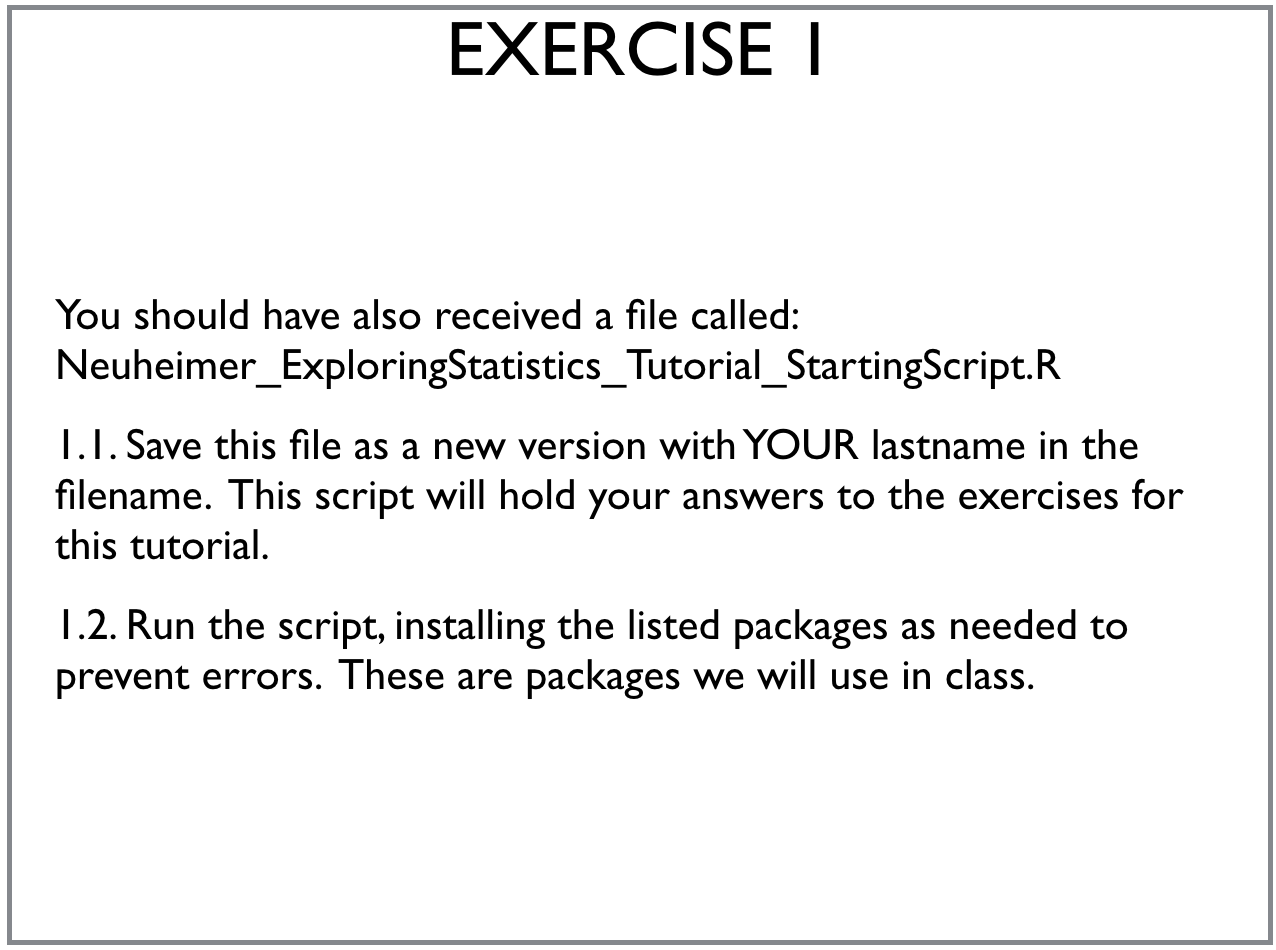 EXERCISE 1
You should have also received a file called:
Neuheimer_ExploringStatistics_Tutorial_StartingScript.R
1.1. Save this file as a new version with YOUR lastname in the
filename.  This script will hold your answers to the exercises for
this tutorial.
1.2. Run the script, installing the listed packages as needed to
prevent errors.  These are packages we will use in class.